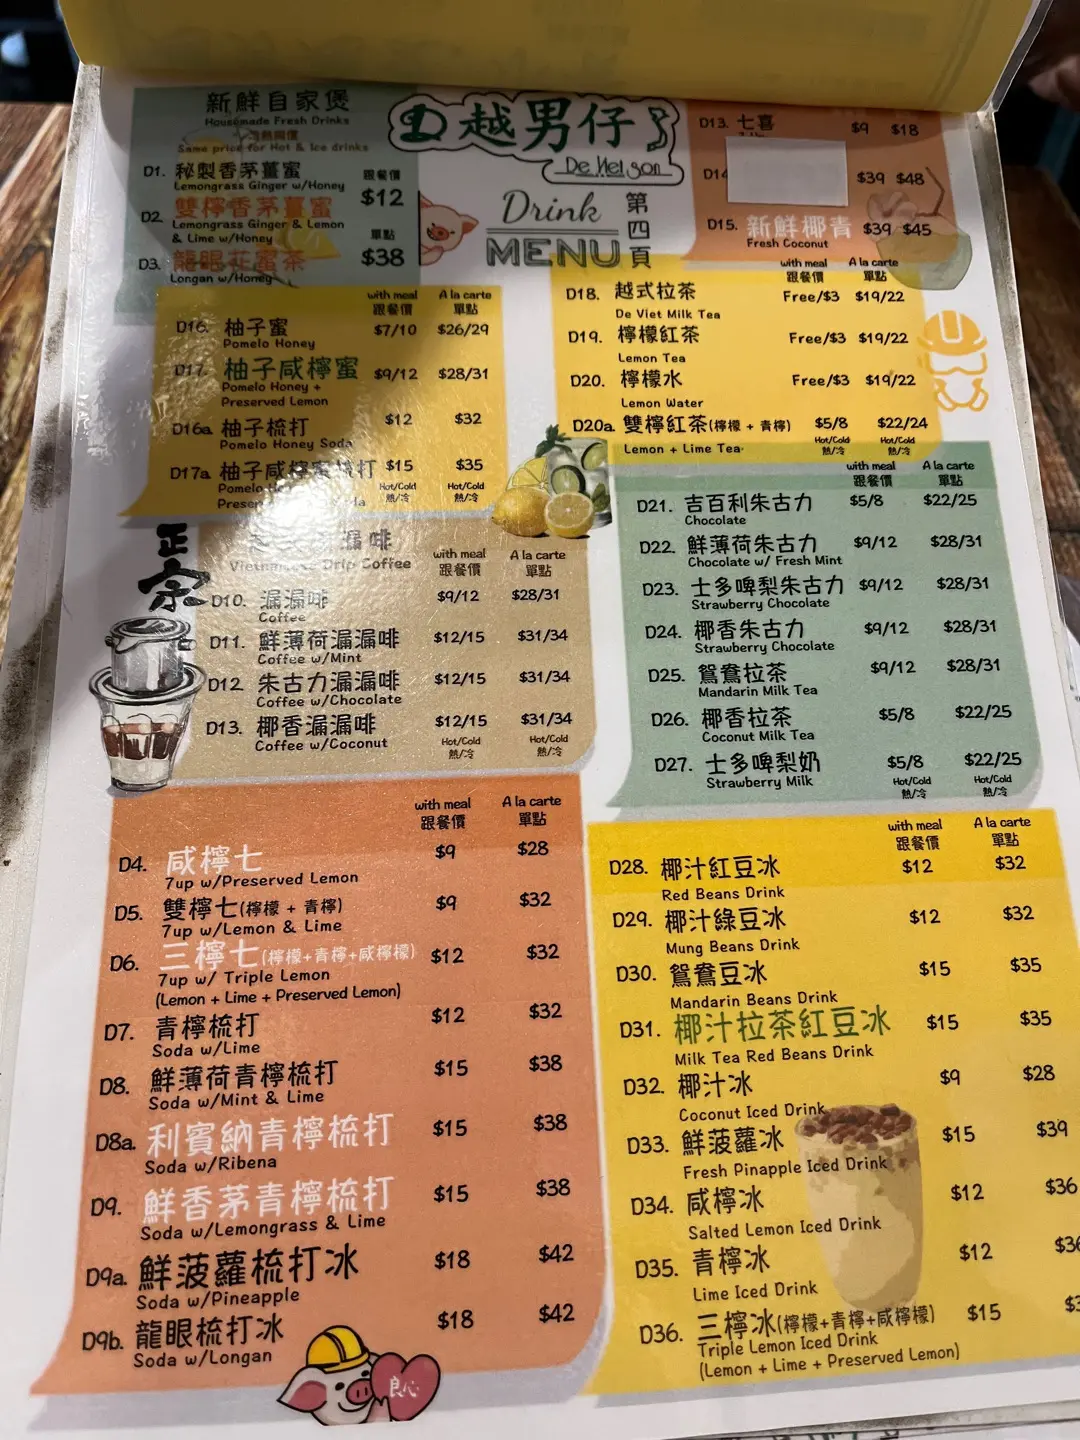 新鮮自家煲
Housemade Fresh Drinks
Same price for Hot & Ice drinks
D1. 秘製香茅薑蜜
Lemongrass Ginger w/Honey
跟餐價
$12
D2. 雙檸香茅薑蜜
Lemongrass Ginger & Lemon
& Lime w/Honey
單點
$38
D3. 龍眼花蜜茶
Longan w/Honey
D 越男仔
De Nei Son
Drink
MENU
第四頁
D13. 七喜 $9 $18
D14 $39 $48
D15. 新鮮椰青 $39 $45
Fresh Coconut
with meal A la carte
跟餐價 單點
D16. 柚子蜜 $7/10 $26/29
Pomelo Honey
D17. 柚子咸檸蜜 $9/12 $28/31
Pomelo Honey +
Preserved Lemon
D16a 柚子梳打 $12 $32
Pomelo Honey Soda
D17a 柚子咸檸蜜梳打 $15 $35
Hot/Cold Hot/Cold
熱/冷 熱/冷
with meal A la carte
跟餐價 單點
D18. 越式拉茶 Free/$3 $19/22
De Viet Milk Tea
D19. 檸檬紅茶 Free/$3 $19/22
Lemon Tea
D20. 檸檬水 Free/$3 $19/22
Lemon Water
D20a. 雙檸紅茶(檸檬 + 青檸) $5/8 $22/24
Lemon + Lime Tea
Hot/Cold Hot/Cold
熱/冷 熱/冷
正宗
漏啡
Vietnamese Drip Coffee
with meal A la carte
跟餐價 單點
D10. 漏漏啡 $9/12 $28/31
Coffee
D11. 鮮薄荷漏漏啡 $12/15 $31/34
Coffee w/Mint
D12 朱古力漏漏啡 $12/15 $31/34
Coffee w/Chocolate
D13. 椰香漏漏啡 $12/15 $31/34
Coffee w/Coconut
Hot/Cold Hot/Cold
熱/冷 熱/冷
with meal A la carte
跟餐價 單點
D21. 吉百利朱古力 $5/8 $22/25
Chocolate
D22. 鮮薄荷朱古力 $9/12 $28/31
Chocolate w/ Fresh Mint
D23. 士多啤梨朱古力 $9/12 $28/31
Strawberry Chocolate
D24. 椰香朱古力 $9/12 $28/31
Strawberry Chocolate
D25. 鴛鴦拉茶 $9/12 $28/31
Mandarin Milk Tea
D26. 椰香拉茶 $5/8 $22/25
Coconut Milk Tea
D27. 士多啤梨奶 $5/8 $22/25
Strawberry Milk
Hot/Cold Hot/Cold
熱/冷 熱/冷
with meal A la carte
跟餐價 單點
D4. 咸檸七 $9 $28
7up w/Preserved Lemon
D5. 雙檸七(檸檬 + 青檸) $9 $32
7up w/Lemon & Lime
D6. 三檸七(檸檬+青檸+咸檸檬) $12 $32
7up w/ Triple Lemon
(Lemon + Lime + Preserved Lemon)
D7. 青檸梳打 $12 $32
Soda w/Lime
D8. 鮮薄荷青檸梳打 $15 $38
Soda w/Mint & Lime
D8a. 利賓納青檸梳打 $15 $38
Soda w/Ribena
D9. 鮮香茅青檸梳打 $15 $38
Soda w/Lemongrass & Lime
D9a. 鮮菠蘿梳打冰 $18 $42
Soda w/Pineapple
D9b. 龍眼梳打冰 $18 $42
Soda w/Longan
良心
with meal A la carte
跟餐價 單點
D28. 椰汁紅豆冰 $12 $32
Red Beans Drink
D29. 椰汁綠豆冰 $12 $32
Mung Beans Drink
D30. 鴛鴦豆冰 $15 $35
Mandarin Beans Drink
D31. 椰汁拉茶紅豆冰 $15 $35
Milk Tea Red Beans Drink
D32. 椰汁冰 $9 $28
Coconut Iced Drink
D33. 鮮菠蘿冰 $15 $39
Fresh Pinapple Iced Drink
D34. 咸檸冰 $12 $36
Salted Lemon Iced Drink
D35. 青檸冰 $12
Lime Iced Drink
D36. 三檸冰(檸檬+青檸+咸檸檬) $15
Triple Lemon Iced Drink
(Lemon + Lime + Preserved Lemon)